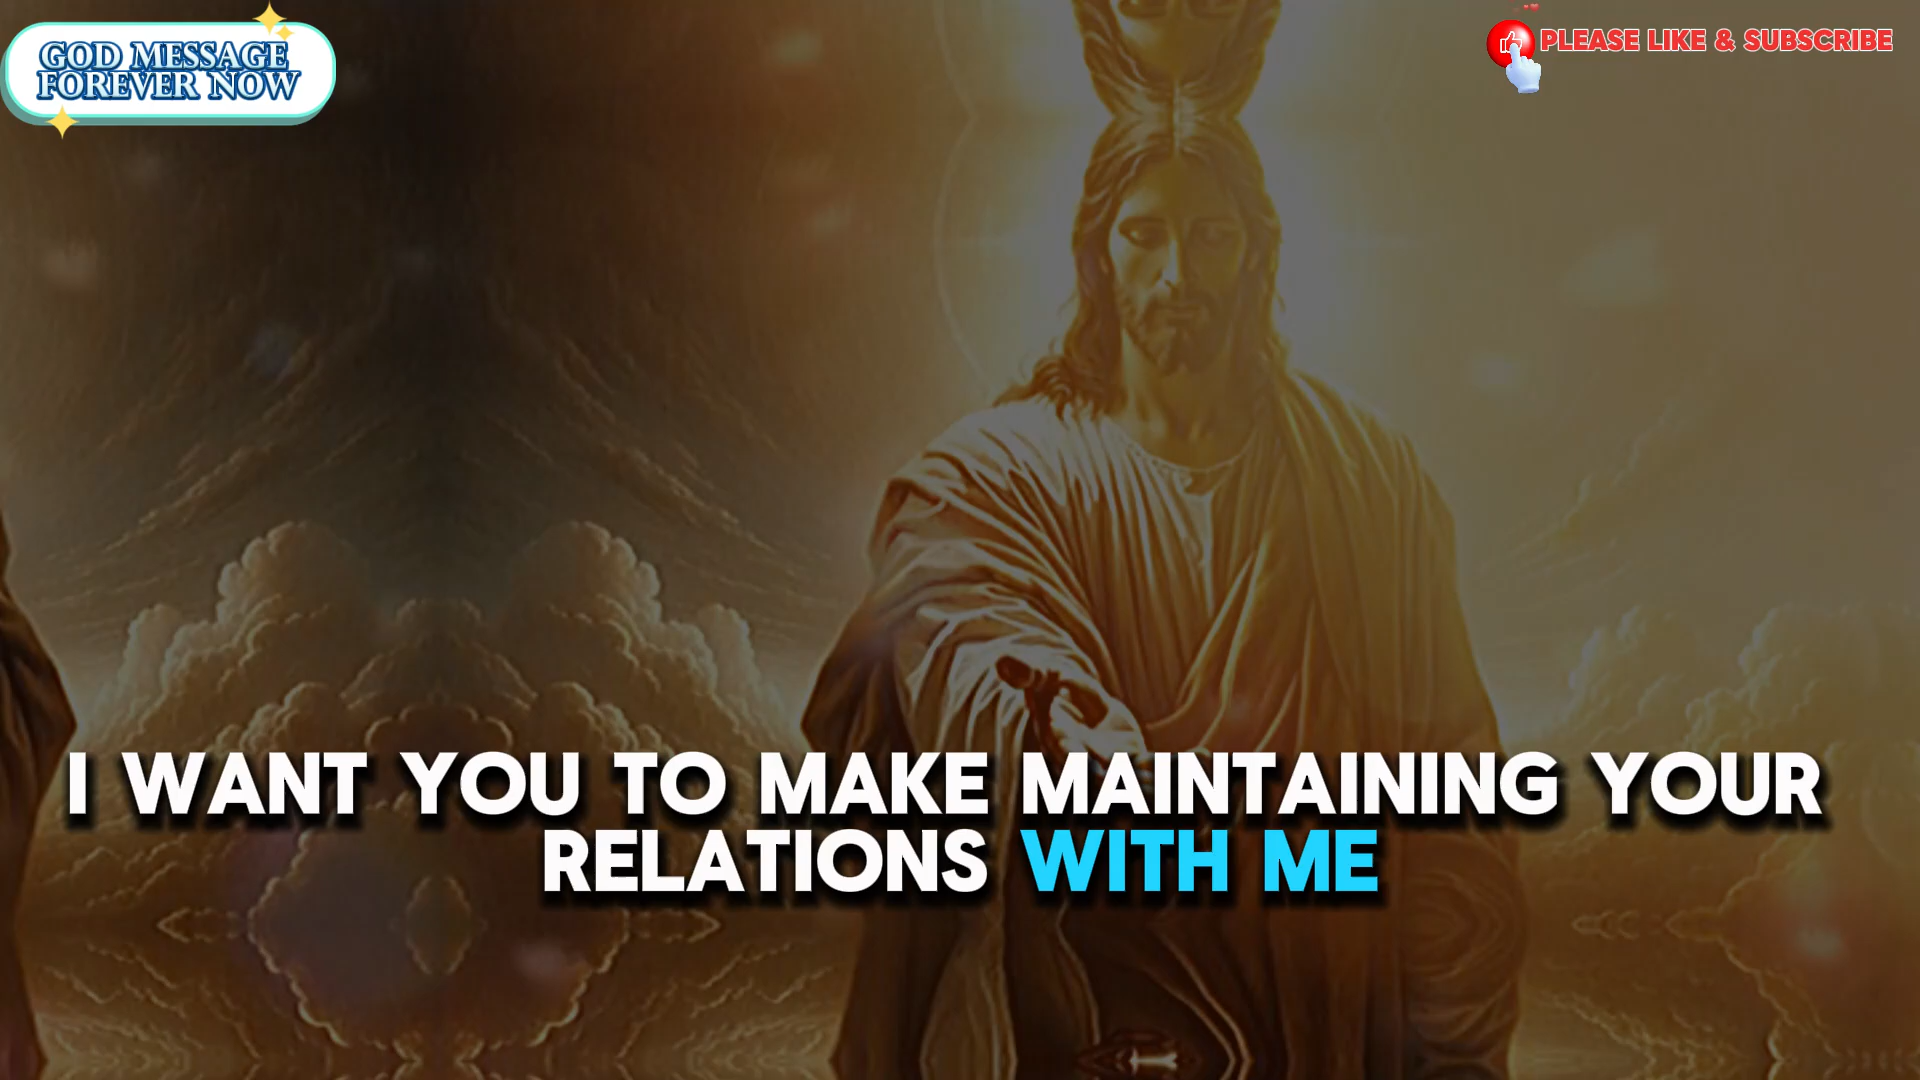 GOD MESSAGE
FOREVER NOW
PLEASE LIKE & SUBSCRIBE
I WANT YOU TO MAKE MAINTAINING YOUR
RELATIONS WITH ME